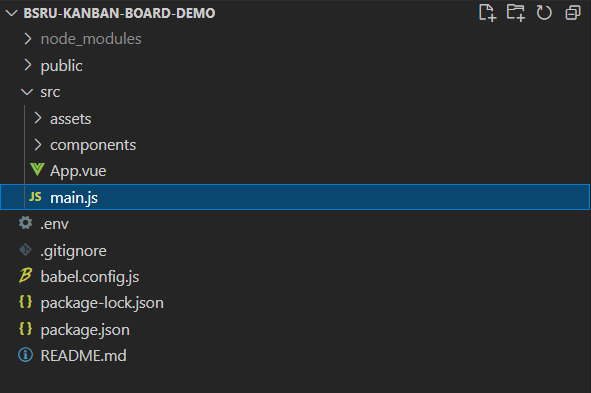 BSRU-KANBAN-BOARD-DEMO
node_modules
public
src
assets
components
App.vue
JS main.js
.env
.gitignore
babel.config.js
{} package-lock.json
{} package.json
README.md